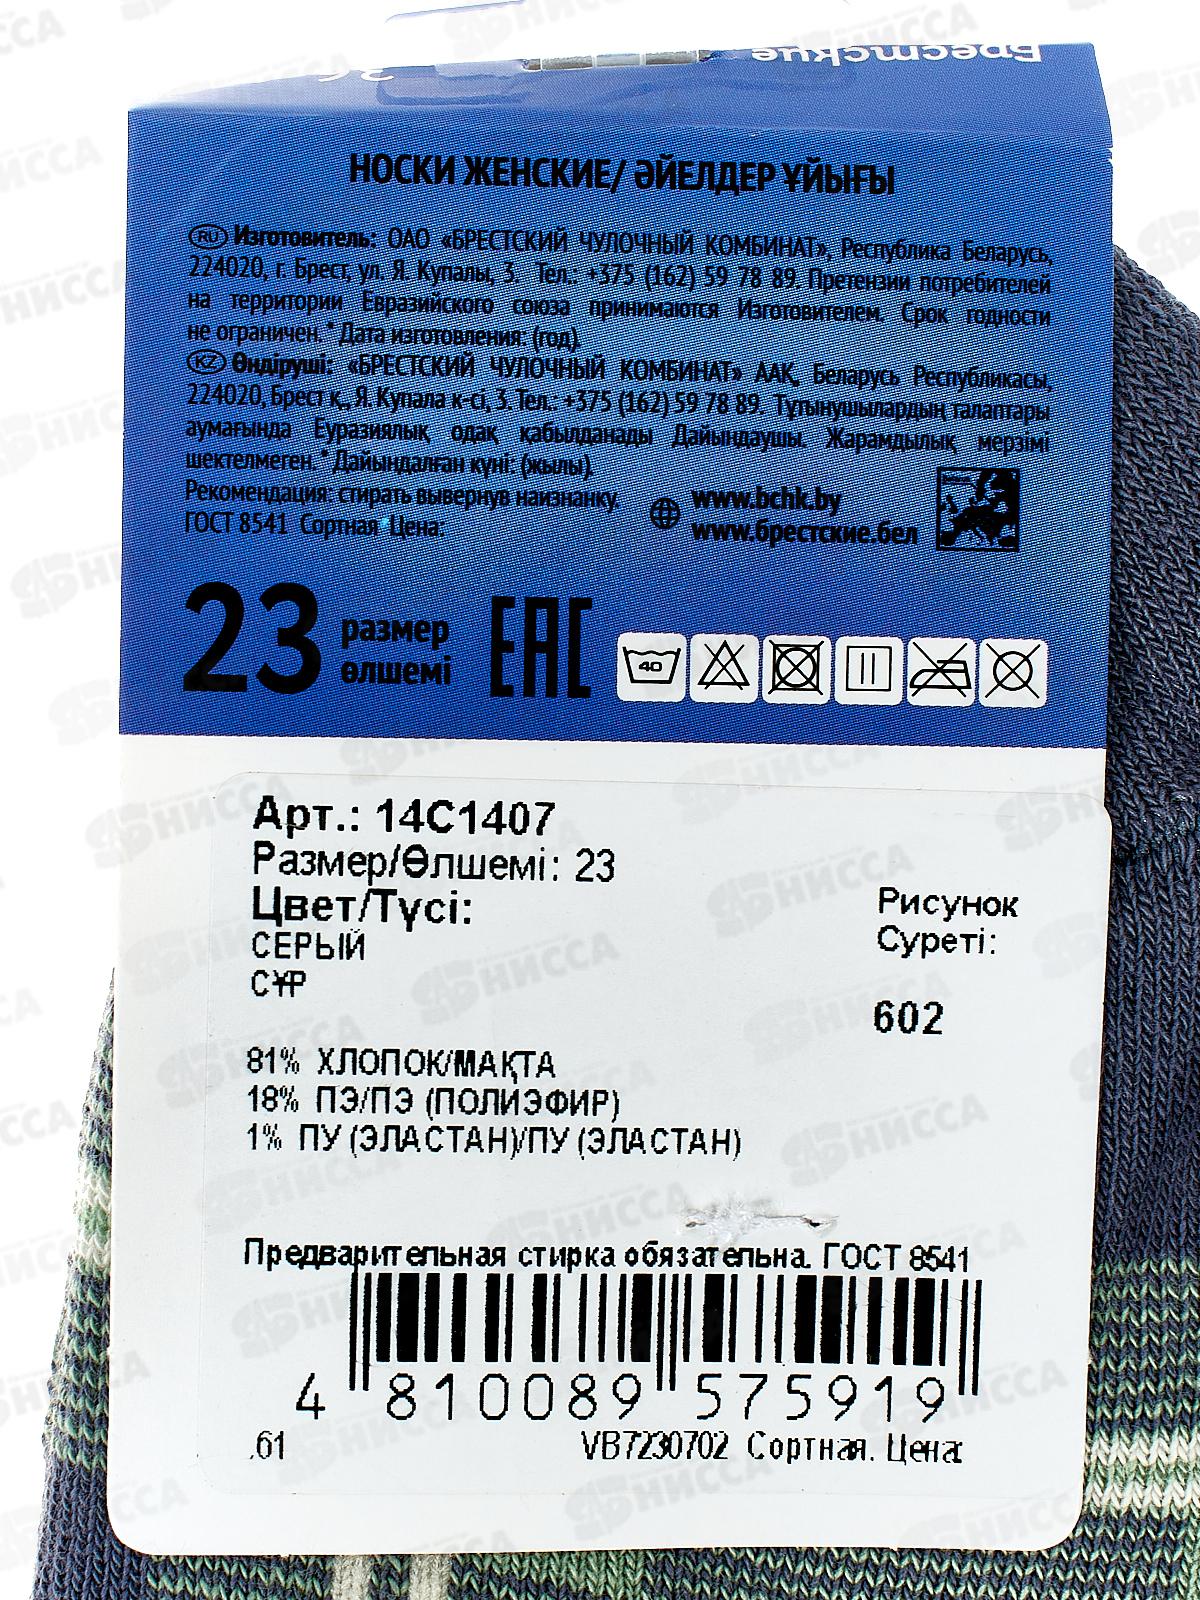 Брестские
НОСКИ ЖЕНСКИЕ/ ӘЙЕЛДЕР ҰЙЫҒЫ
RU Изготовитель: ОАО «БРЕСТСКИЙ ЧУЛОЧНЫЙ КОМБИНАТ», Республика Беларусь,
224020, г. Брест, ул. Я. Купалы, 3. Тел.: +375 (162) 59 78 89. Претензии потребителей
на территории Евразийского союза принимаются Изготовителем. Срок годности
не ограничен. * Дата изготовления: (год).
KZ Өндіруші: «БРЕСТСКИЙ ЧУЛОЧНЫЙ КОМБИНАТ» ААҚ, Беларусь Республикасы,
224020, Брест қ., Я. Купала к-сі, 3. Тел.: +375 (162) 59 78 89. Тұтынушылардың талаптары
аумағында Еуразиялық одақ қабылданады Дайындаушы. Жарамдылық мерзімі
шектелмеген. * Дайындалған күні: (жылы).
Рекомендация: стирать вывернув наизнанку.
ГОСТ 8541 Сортная Цена:
www.bchk.by
www.брестские.бел
23 размер
өлшемі
ЕАС
40
Арт.: 14С1407
Размер/Өлшемі: 23
Цвет/Түсі:
СЕРЫЙ
СҰР
Рисунок
Суреті:
602
81% ХЛОПОК/МАҚТА
18% ПЭ/ПЭ (ПОЛИЭФИР)
1% ПУ (ЭЛАСТАН)/ПУ (ЭЛАСТАН)
Предварительная стирка обязательна. ГОСТ 8541
4 810089 575919
.61
VB7230702 Сортная. Цена:
НИССА